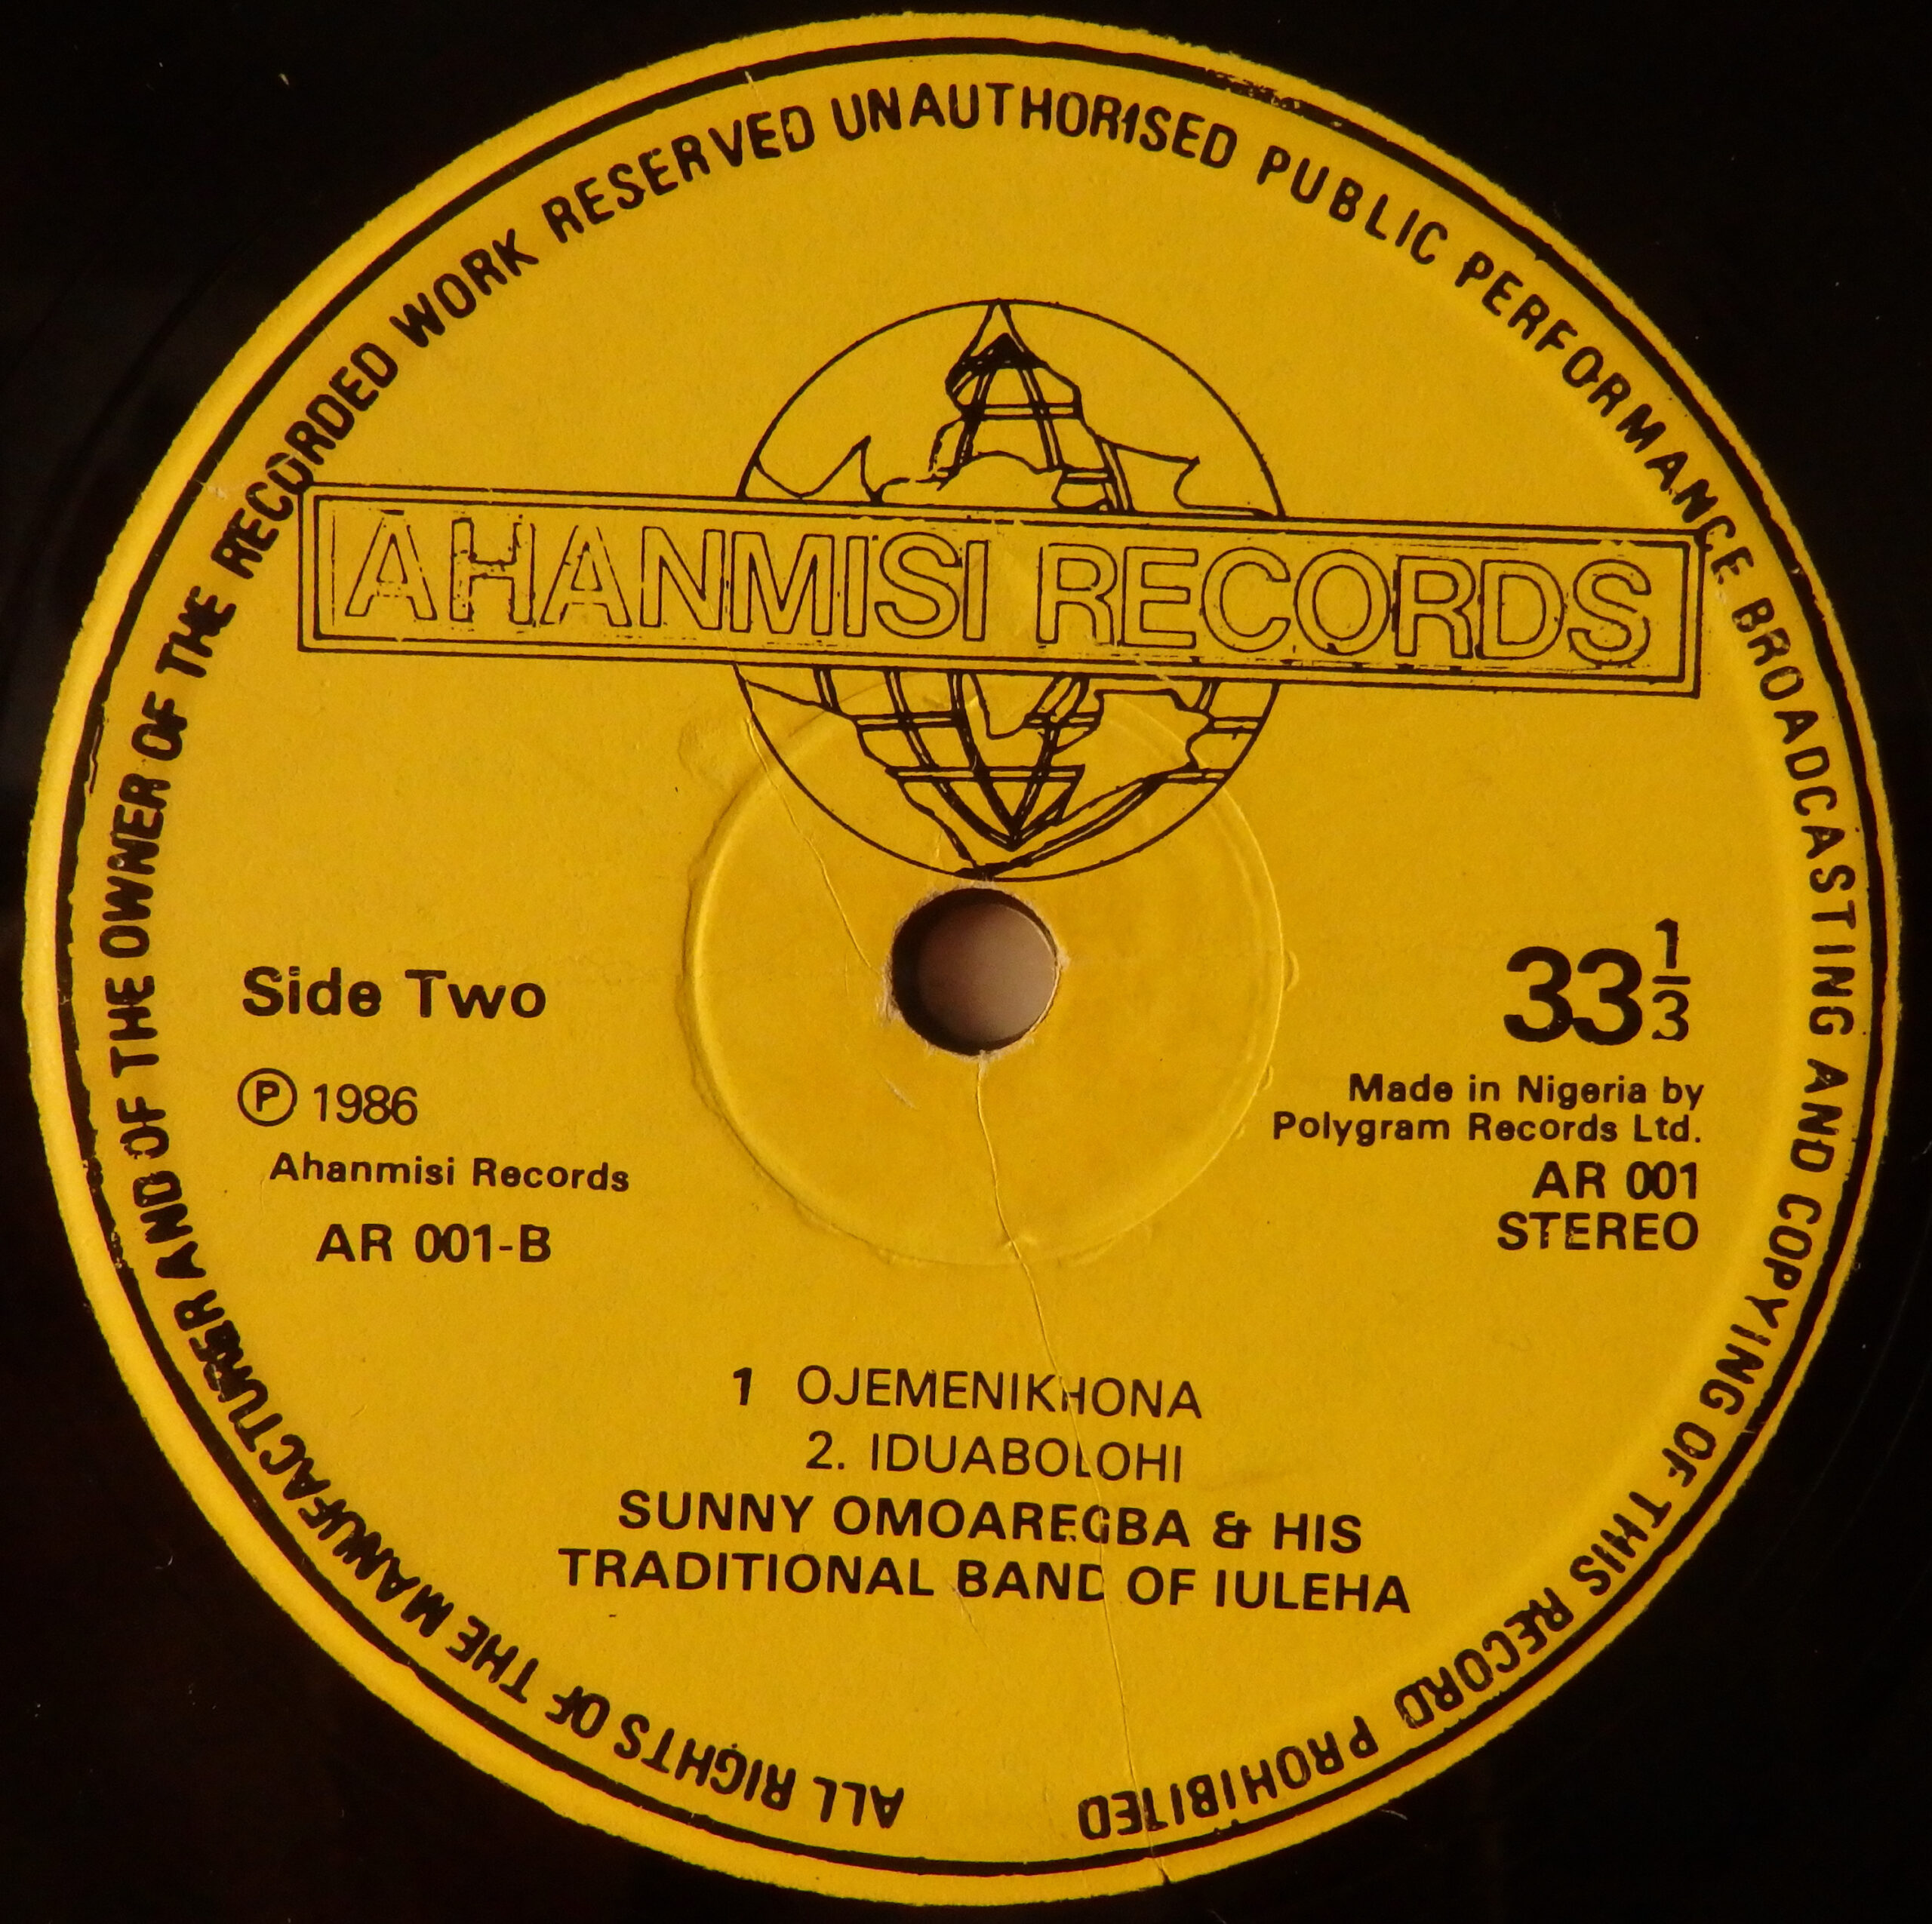 ALL RIGHTS OF THE MANUFACTURER AND OF THE OWNER OF THE RECORDED WORK RESERVED UNAUTHORISED PUBLIC PERFORMANCE BROADCASTING AND COPYING OF THIS RECORD PROHIBITED
AHANMISI RECORDS
Side Two
Ⓟ 1986
Ahanmisi Records
AR 001-B
33 1/3
Made in Nigeria by
Polygram Records Ltd.
AR 001
STEREO
1 OJEMENIKHONA
2. IDUABOLOHI
SUNNY OMOAREGBA & HIS
TRADITIONAL BAND OF IULEHA